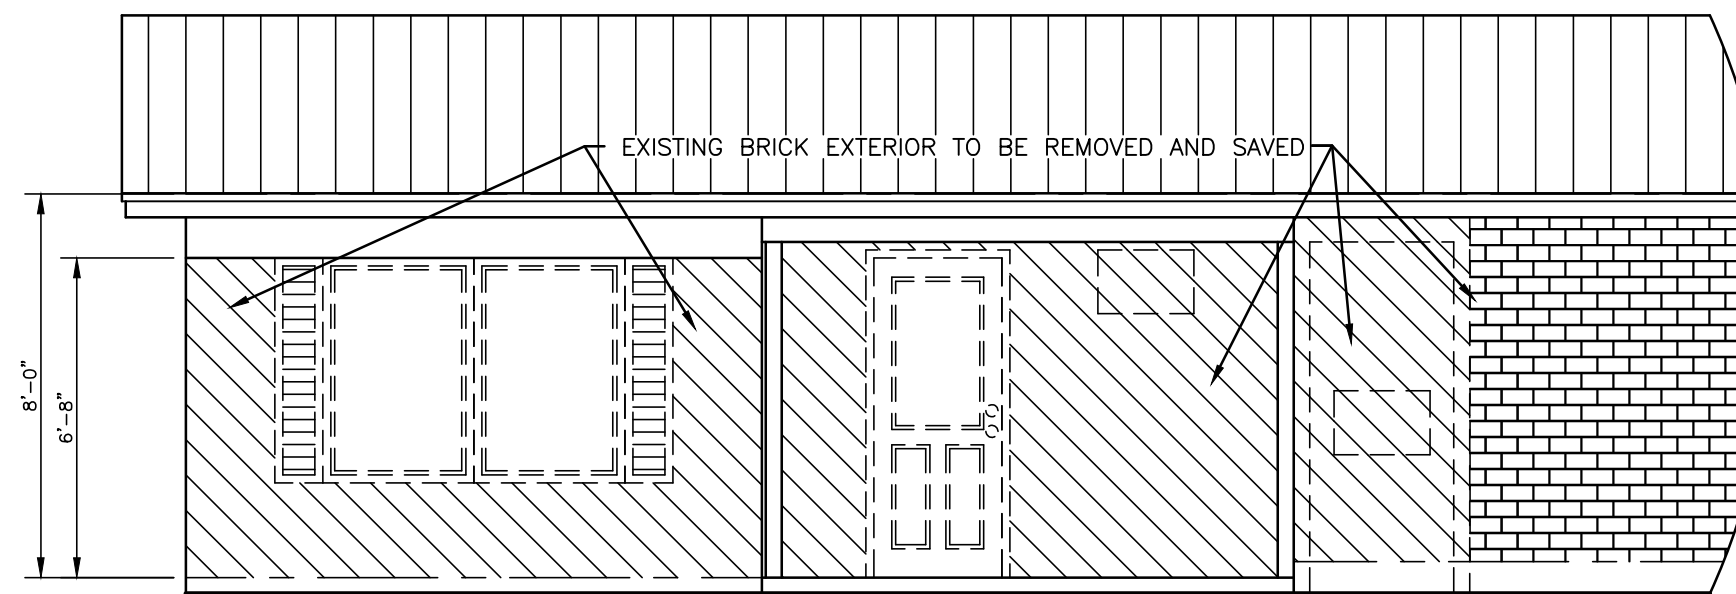 EXISTING BRICK EXTERIOR TO BE REMOVED AND SAVED
8'-0"
6'-8"